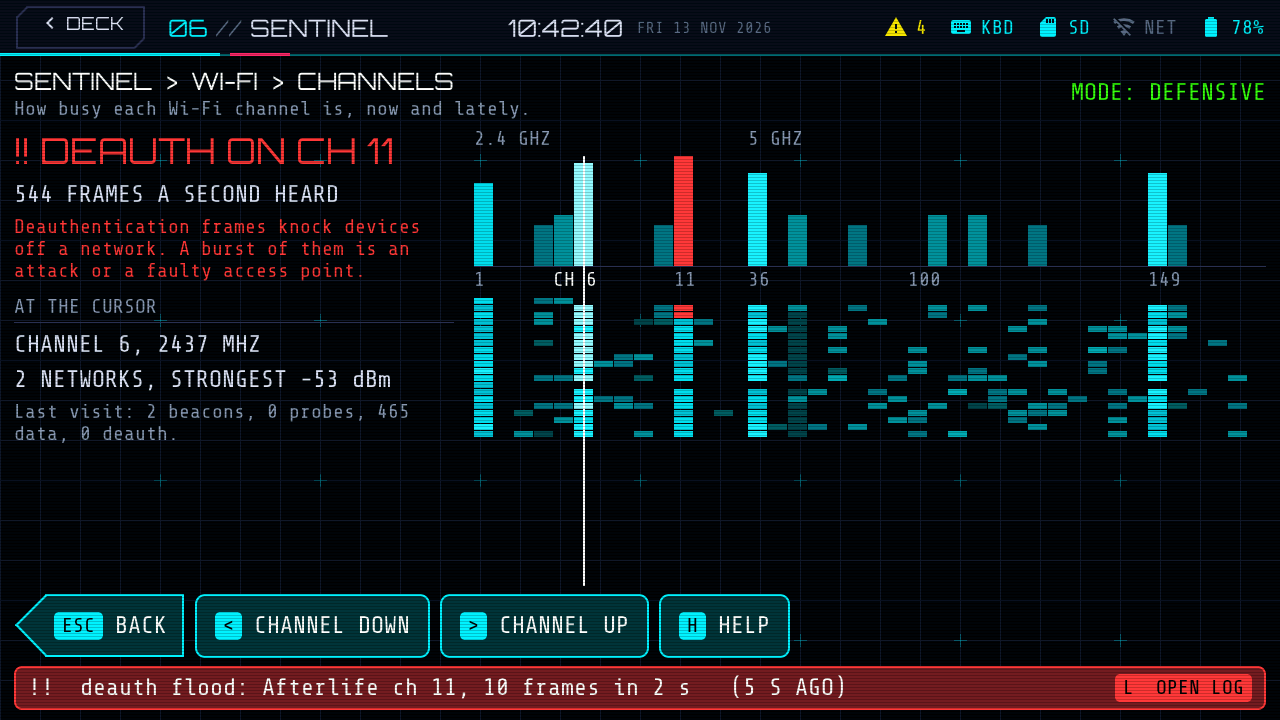 DECK
06 // SENTINEL
10:42:40
FRI 13 NOV 2026
4
KBD
SD
NET
78%
SENTINEL > WI-FI > CHANNELS
How busy each Wi-Fi channel is, now and lately.
MODE: DEFENSIVE
!! DEAUTH ON CH 11
544 FRAMES A SECOND HEARD
Deauthentication frames knock devices
off a network. A burst of them is an
attack or a faulty access point.
AT THE CURSOR
CHANNEL 6, 2437 MHZ
2 NETWORKS, STRONGEST -53 dBm
Last visit: 2 beacons, 0 probes, 465
data, 0 deauth.
2.4 GHZ
5 GHZ
1
CH 6
11
36
100
149
ESC BACK
< CHANNEL DOWN
> CHANNEL UP
H HELP
!! deauth flood: Afterlife ch 11, 10 frames in 2 s (5 S AGO)
L OPEN LOG